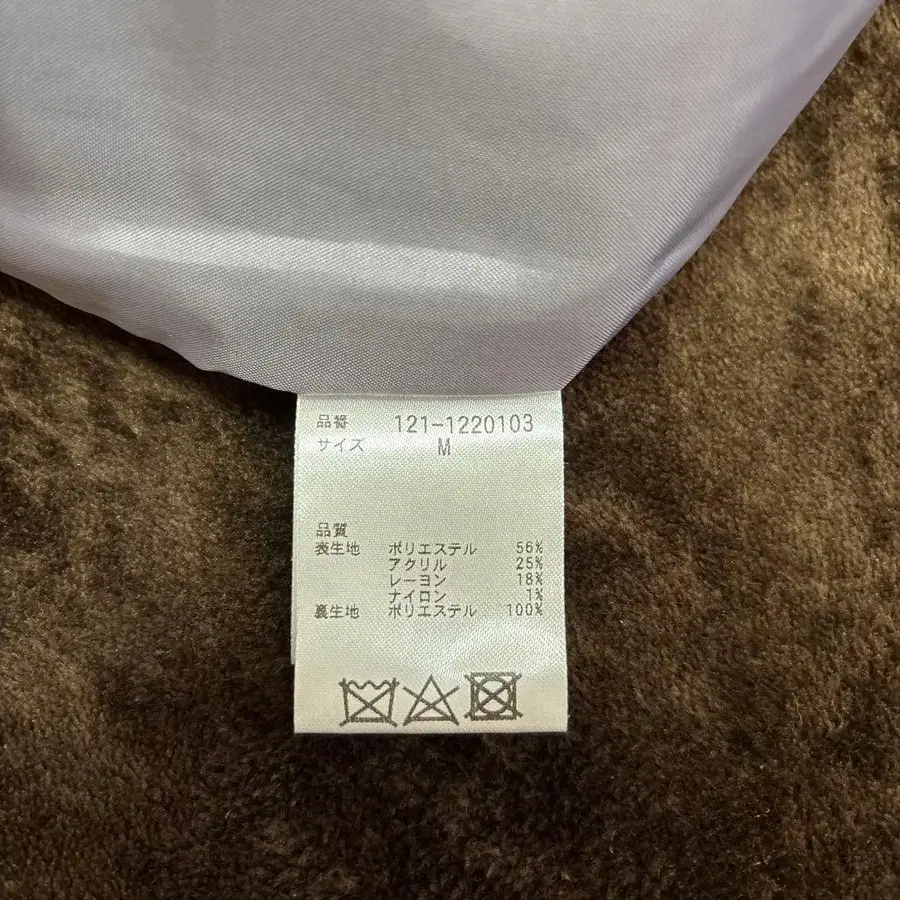 品番 121-1220103
サイズ M
品質
表生地 ポリエステル 56%
アクリル 25%
レーヨン 18%
ナイロン 1%
裏生地 ポリエステル 100%